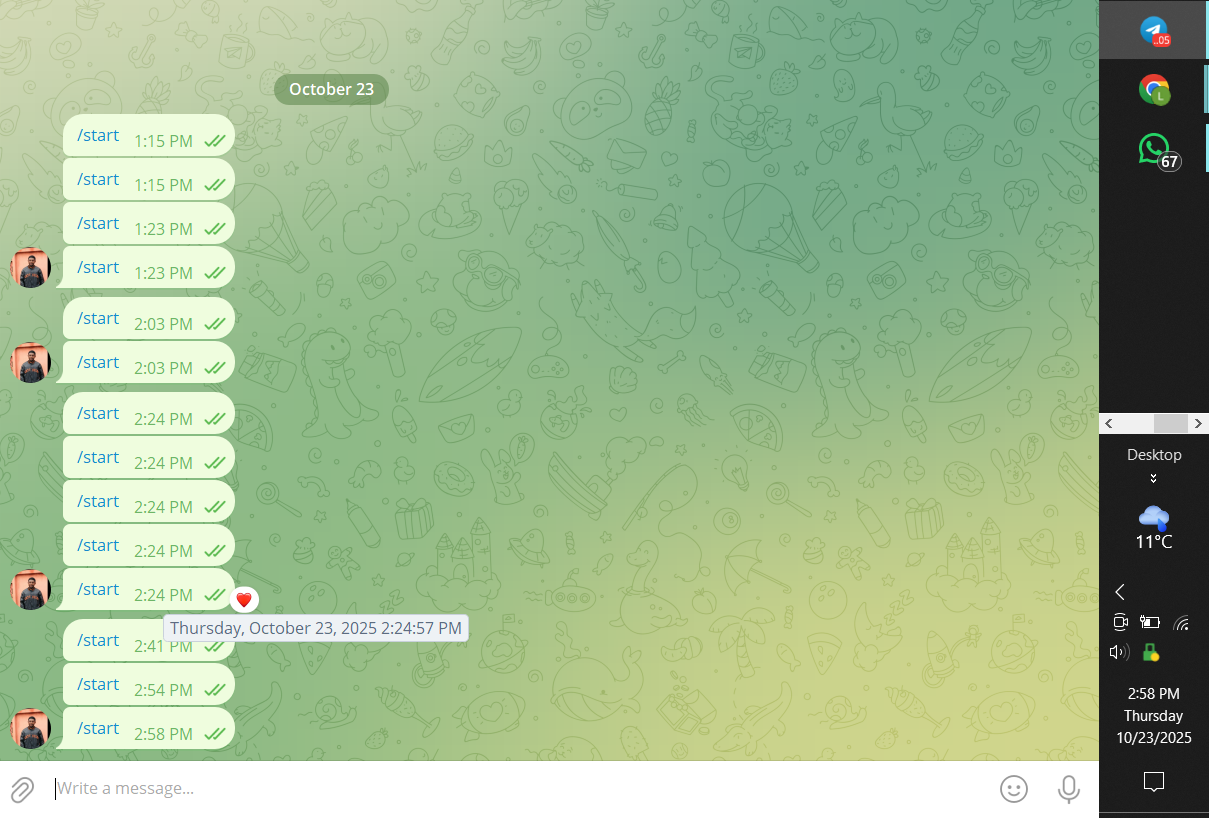 October 23
/start 1:15 PM
/start 1:15 PM
/start 1:23 PM
/start 1:23 PM
/start 2:03 PM
/start 2:03 PM
/start 2:24 PM
/start 2:24 PM
/start 2:24 PM
/start 2:24 PM
/start 2:24 PM
Thursday, October 23, 2025 2:24:57 PM
/start 2:41 PM
/start 2:54 PM
/start 2:58 PM
Write a message...
..05
L
67
Desktop
11°C
2:58 PM
Thursday
10/23/2025